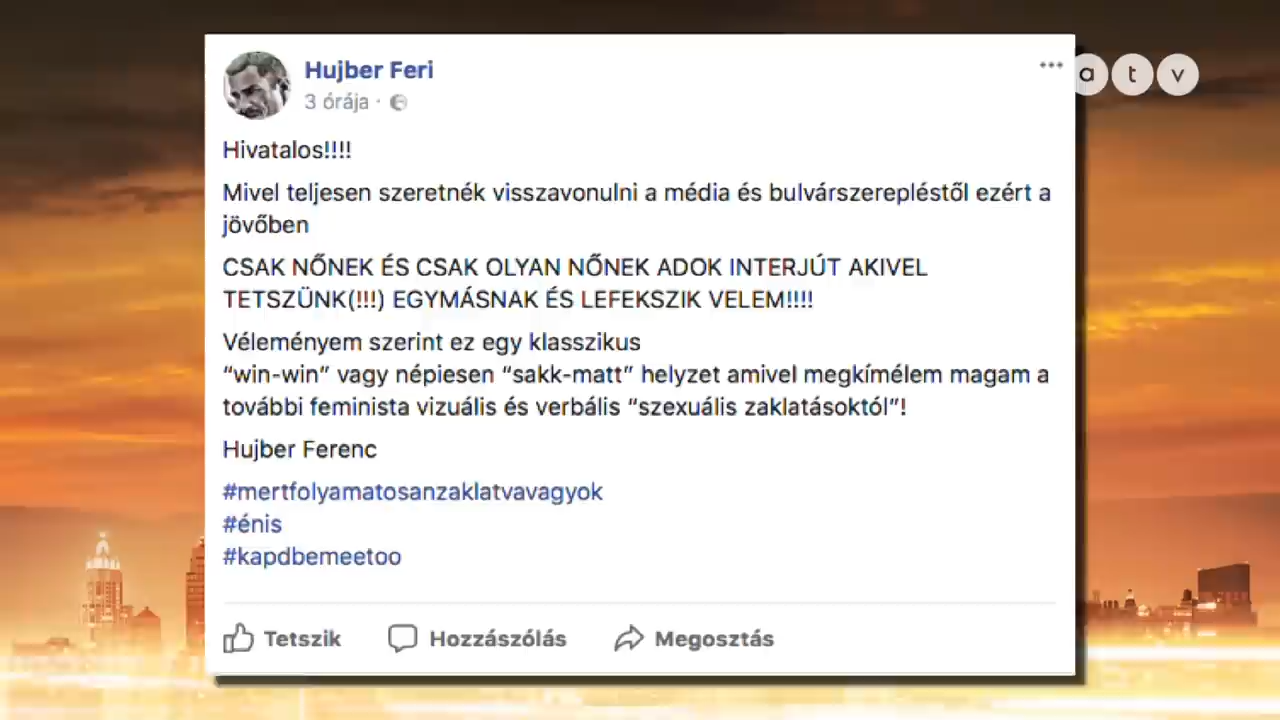 Hujber Feri
3 órája ·
atv
Hivatalos!!!!
Mivel teljesen szeretnék visszavonulni a média és bulvárszerepléstől ezért a
jövőben
CSAK NŐNEK ÉS CSAK OLYAN NŐNEK ADOK INTERJÚT AKIVEL
TETSZÜNK(!!!) EGYMÁSNAK ÉS LEFEKSZIK VELEM!!!!
Véleményem szerint ez egy klasszikus
“win-win” vagy népiesen “sakk-matt” helyzet amivel megkímélem magam a
további feminista vizuális és verbális “szexuális zaklatásoktól”!
Hujber Ferenc
#mertfolyamatosanzaklatvavagyok
#énis
#kapdbemeetoo
Tetszik Hozzászólás Megosztás